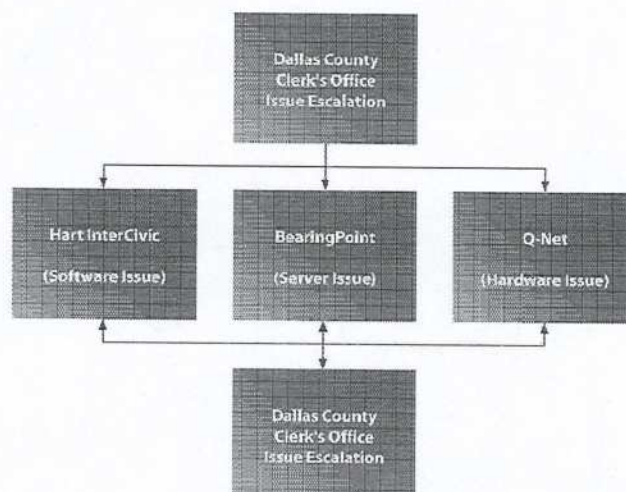 Dallas County
Clerk's Office
Issue Escalation
Hart InterCivic
(Software Issue)
BearingPoint
(Server Issue)
Q-Net
(Hardware Issue)
Dallas County
Clerk's Office
Issue Escalation